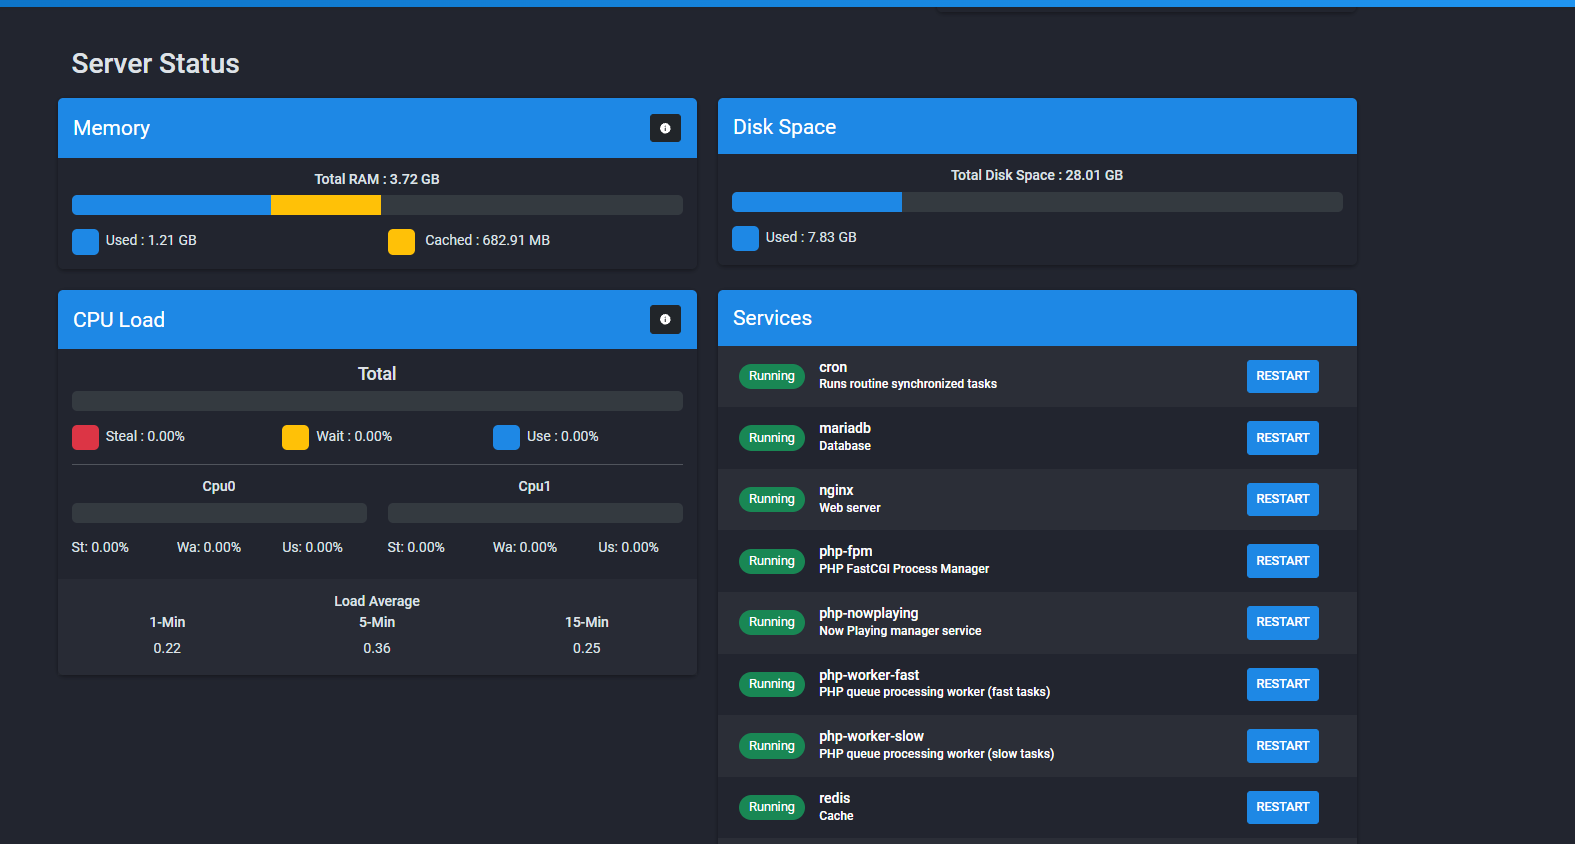 Server Status
Memory
Total RAM : 3.72 GB
Used : 1.21 GB
Cached : 682.91 MB
Disk Space
Total Disk Space : 28.01 GB
Used : 7.83 GB
CPU Load
Total
Steal : 0.00%
Wait : 0.00%
Use : 0.00%
Cpu0
Cpu1
St: 0.00%
Wa: 0.00%
Us: 0.00%
St: 0.00%
Wa: 0.00%
Us: 0.00%
Load Average
1-Min
5-Min
15-Min
0.22
0.36
0.25
Services
Running
cron
Runs routine synchronized tasks
RESTART
Running
mariadb
Database
RESTART
Running
nginx
Web server
RESTART
Running
php-fpm
PHP FastCGI Process Manager
RESTART
Running
php-nowplaying
Now Playing manager service
RESTART
Running
php-worker-fast
PHP queue processing worker (fast tasks)
RESTART
Running
php-worker-slow
PHP queue processing worker (slow tasks)
RESTART
Running
redis
Cache
RESTART